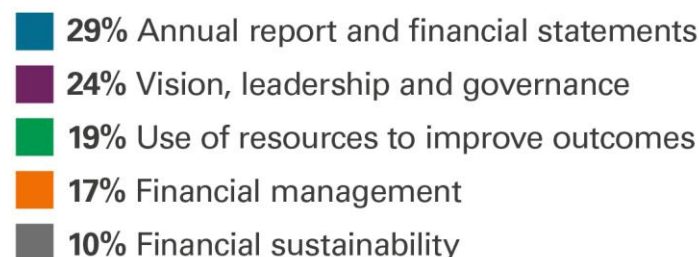 29% Annual report and financial statements
24% Vision, leadership and governance
19% Use of resources to improve outcomes
17% Financial management
10% Financial sustainability